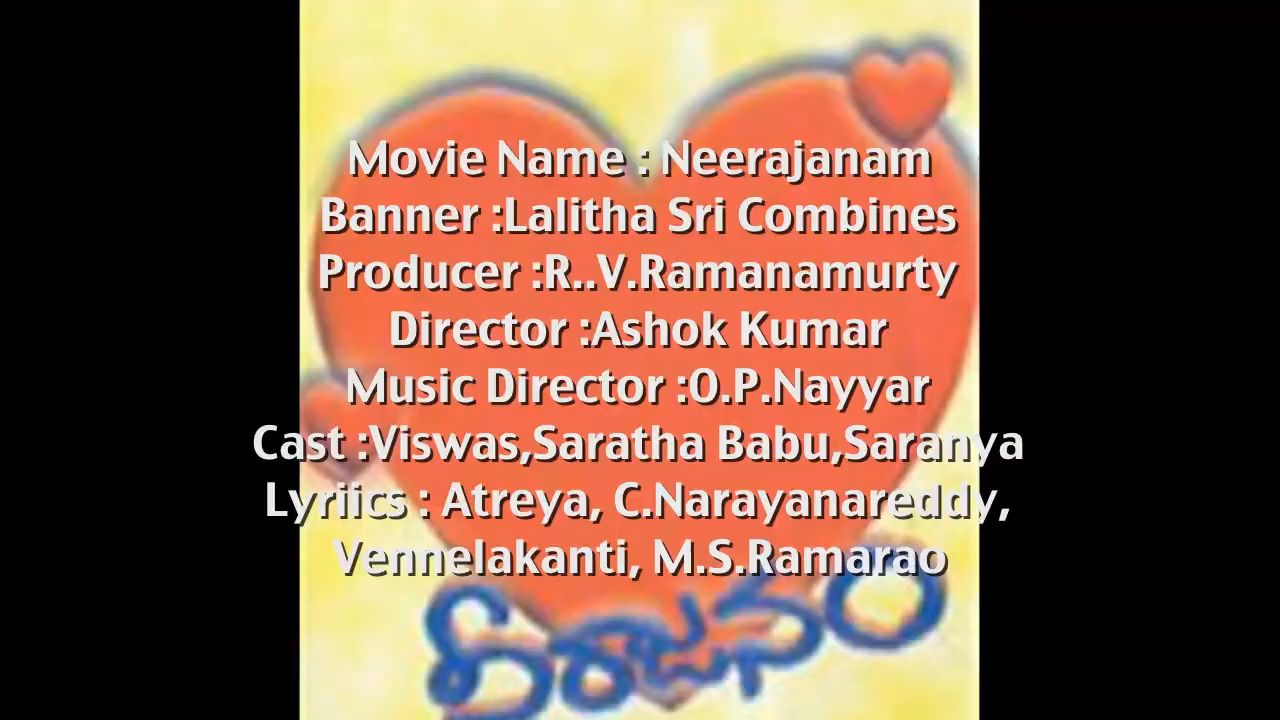 Movie Name : Neerajanam
Banner :Lalitha Sri Combines
Producer :R..V.Ramanamurty
Director :Ashok Kumar
Music Director :O.P.Nayyar
Cast :Viswas,Saratha Babu,Saranya
Lyriics : Atreya, C.Narayanareddy,
Vennelakanti, M.S.Ramarao
నీరాజనం